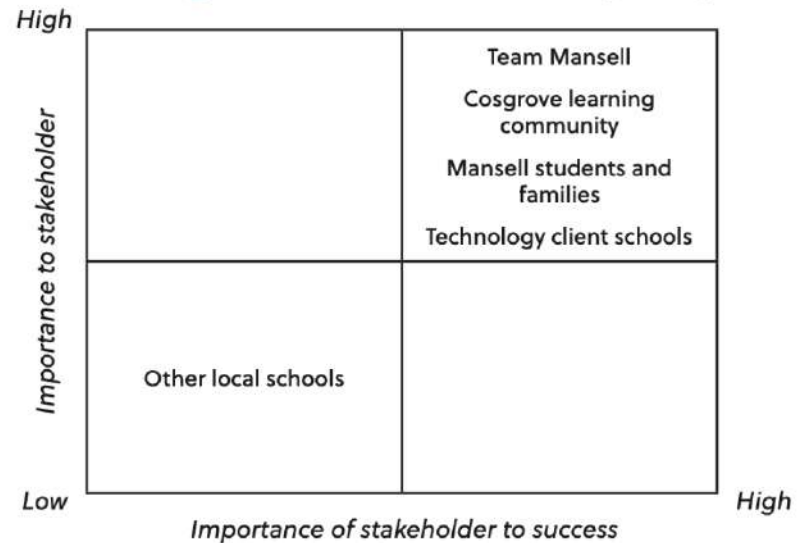 High
Team Mansell
Cosgrove learning
community
Mansell students and
families
Technology client schools
Importance to stakeholder
Other local schools
Low
High
Importance of stakeholder to success